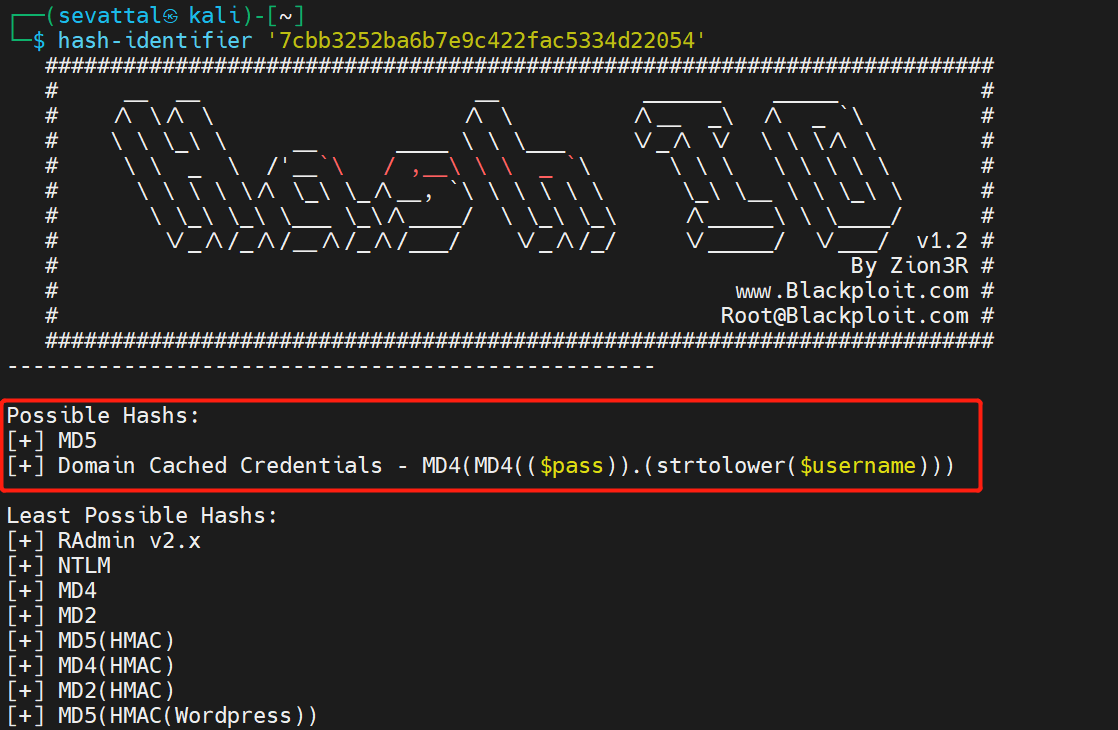 ┌──(sevattal㉿ kali)-[~]
└─$ hash-identifier '7cbb3252ba6b7e9c422fac5334d22054'
#########################################################################
v1.2 #
By Zion3R #
www.Blackploit.com #
Root@Blackploit.com #
#########################################################################
--------------------------------------------------
Possible Hashs:
[+] MD5
[+] Domain Cached Credentials - MD4(MD4(($pass)).(strtolower($username)))
Least Possible Hashs:
[+] RAdmin v2.x
[+] NTLM
[+] MD4
[+] MD2
[+] MD5(HMAC)
[+] MD4(HMAC)
[+] MD2(HMAC)
[+] MD5(HMAC(Wordpress))